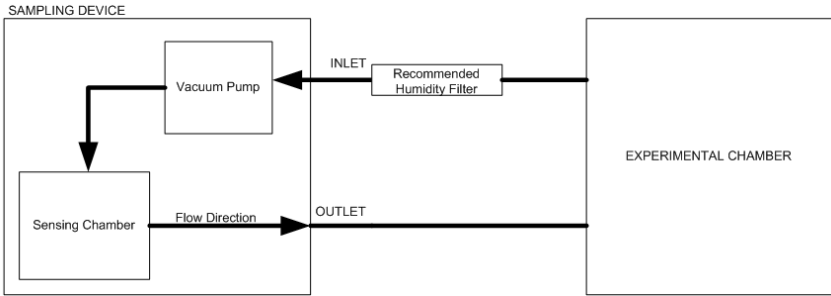 SAMPLING DEVICE
INLET
Recommended
Humidity Filter
Vacuum Pump
EXPERIMENTAL CHAMBER
Sensing Chamber
Flow Direction
OUTLET